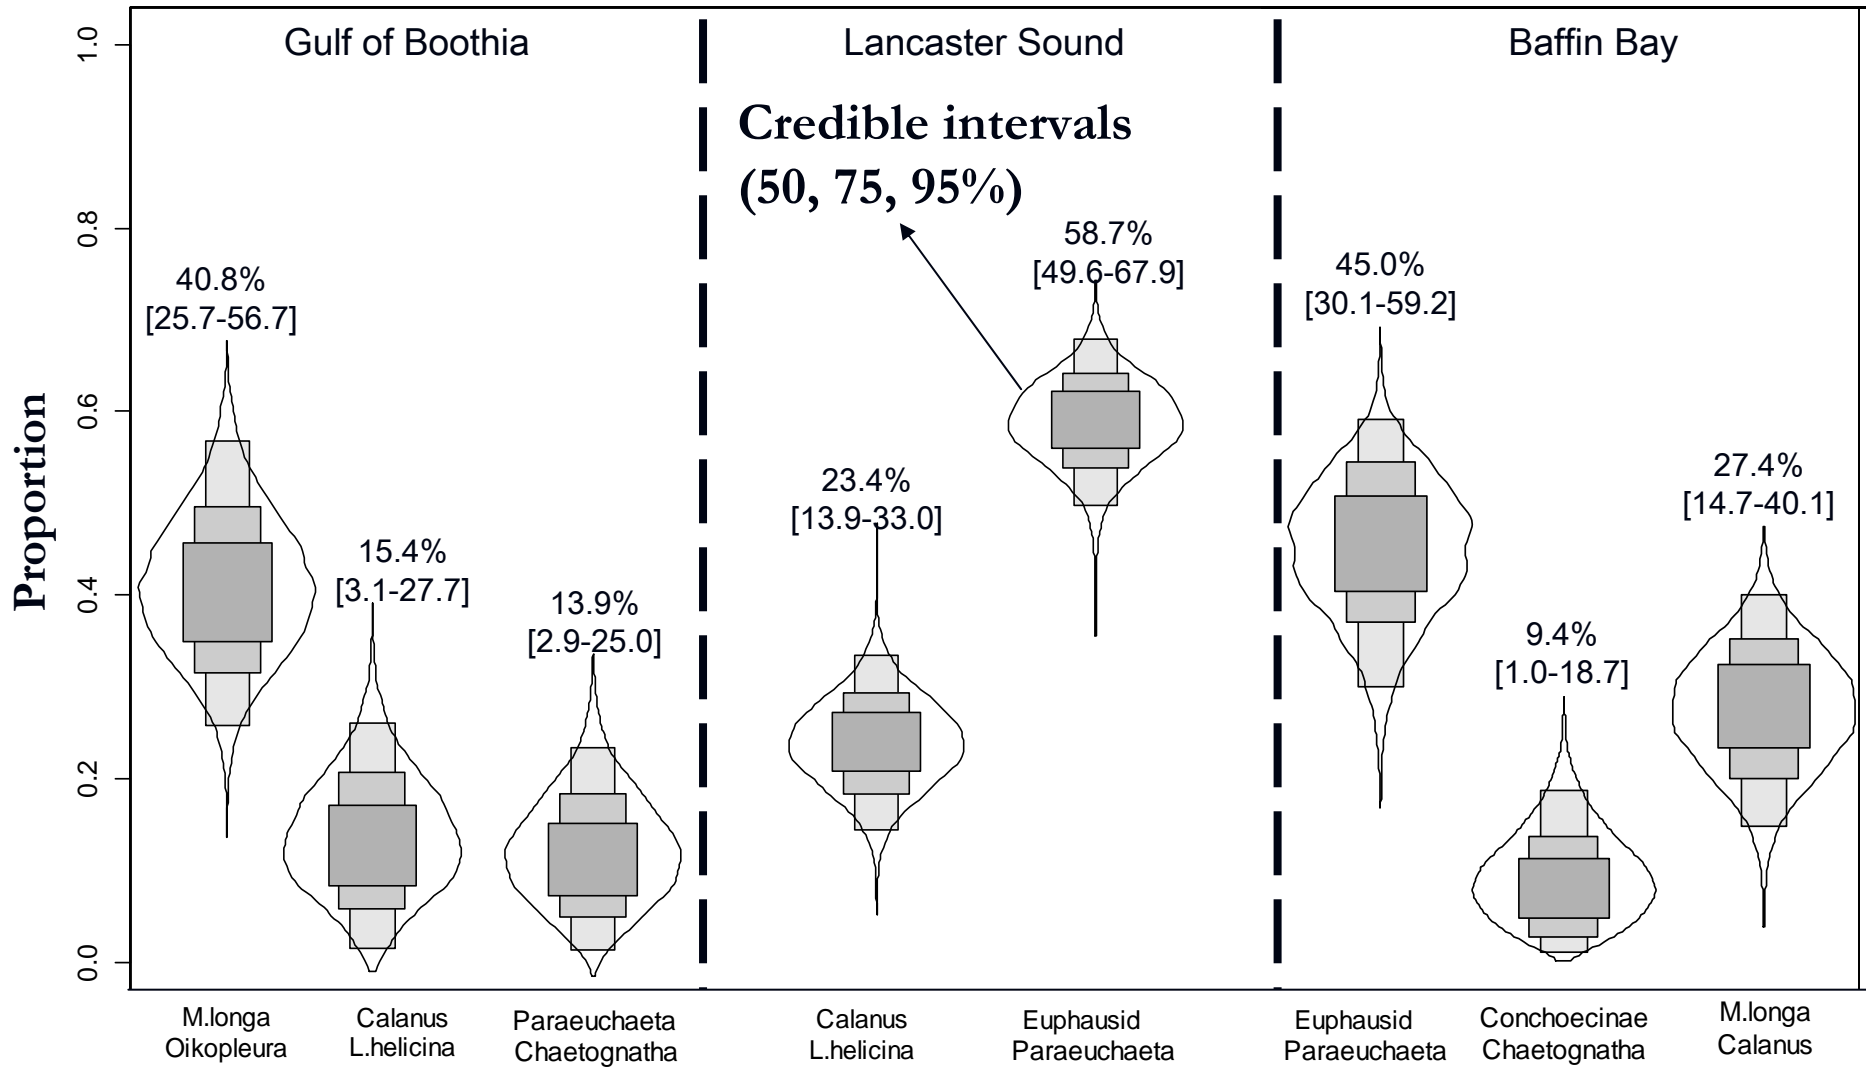 Gulf of Boothia
Lancaster Sound
Baffin Bay
Credible intervals
(50, 75, 95%)
Proportion
1.0
0.8
0.6
0.4
0.2
0.0
40.8%
[25.7-56.7]
15.4%
[3.1-27.7]
13.9%
[2.9-25.0]
23.4%
[13.9-33.0]
58.7%
[49.6-67.9]
45.0%
[30.1-59.2]
9.4%
[1.0-18.7]
27.4%
[14.7-40.1]
M.longa
Oikopleura
Calanus
L.helicina
Paraeuchaeta
Chaetognatha
Calanus
L.helicina
Euphausid
Paraeuchaeta
Euphausid
Paraeuchaeta
Conchoecinae
Chaetognatha
M.longa
Calanus